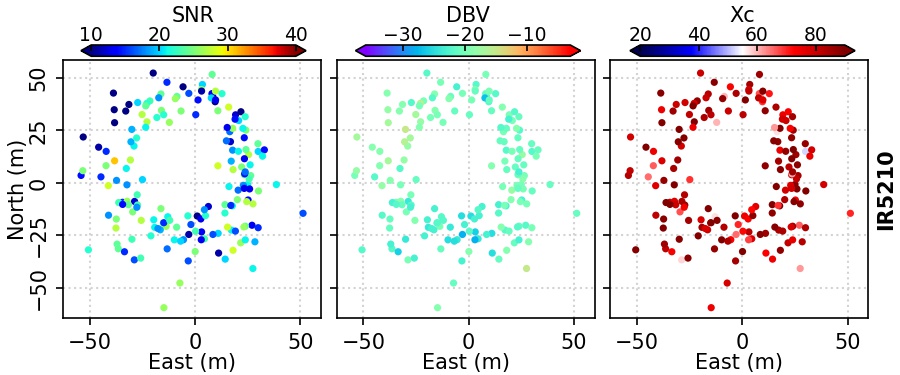 SNR DBV Xc
10 20 30 40 −30 −20 −10 20 40 60 80
50
25
0
−25
−50
North (m)
−50 0 50 −50 0 50 −50 0 50
East (m) East (m) East (m)
IR5210